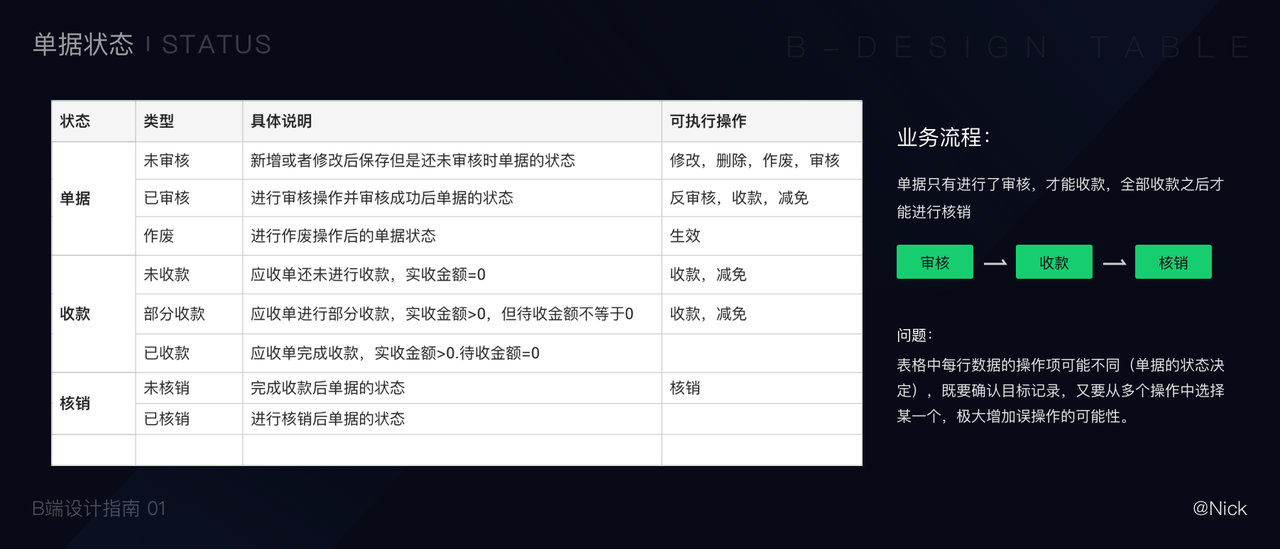 单据状态 | STATUS
B-DESIGN TABLE
状态 类型 具体说明 可执行操作
单据 未审核 新增或者修改后保存但是还未审核时单据的状态 修改，删除，作废，审核
已审核 进行审核操作并审核成功后单据的状态 反审核，收款，减免
作废 进行作废操作后的单据状态 生效
收款 未收款 应收单还未进行收款，实收金额=0 收款，减免
部分收款 应收单进行部分收款，实收金额>0，但待收金额不等于0 收款，减免
已收款 应收单完成收款，实收金额>0.待收金额=0
核销 未核销 完成收款后单据的状态 核销
已核销 进行核销后单据的状态
业务流程：
单据只有进行了审核，才能收款，全部收款之后才
能进行核销
审核 收款 核销
问题：
表格中每行数据的操作项可能不同（单据的状态决
定），既要确认目标记录，又要从多个操作中选择
某一个，极大增加误操作的可能性。
B端设计指南 01
@Nick